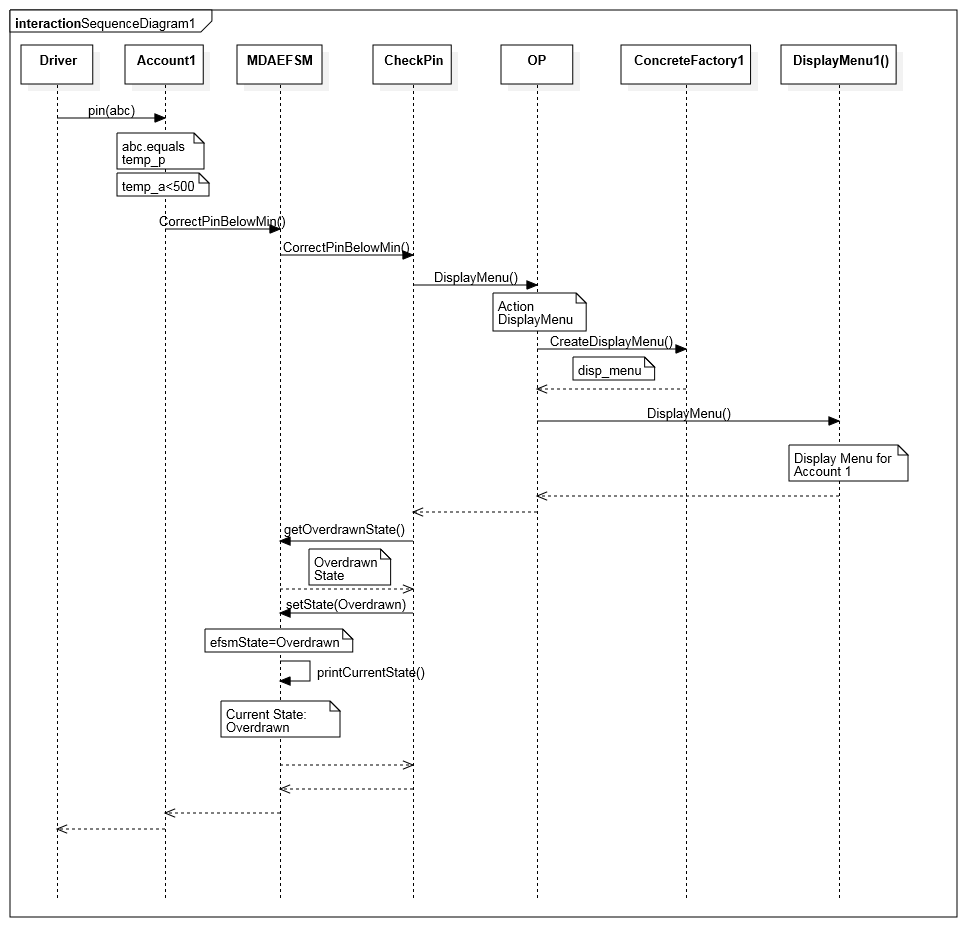 interactionSequenceDiagram1
Driver
Account1
MDAEFSM
CheckPin
OP
ConcreteFactory1
DisplayMenu1()
pin(abc)
abc.equals
temp_p
temp_a<500
CorrectPinBelowMin()
CorrectPinBelowMin()
DisplayMenu()
Action
DisplayMenu
CreateDisplayMenu()
disp_menu
DisplayMenu()
Display Menu for
Account 1
getOverdrawnState()
Overdrawn
State
setState(Overdrawn)
efsmState=Overdrawn
printCurrentState()
Current State:
Overdrawn